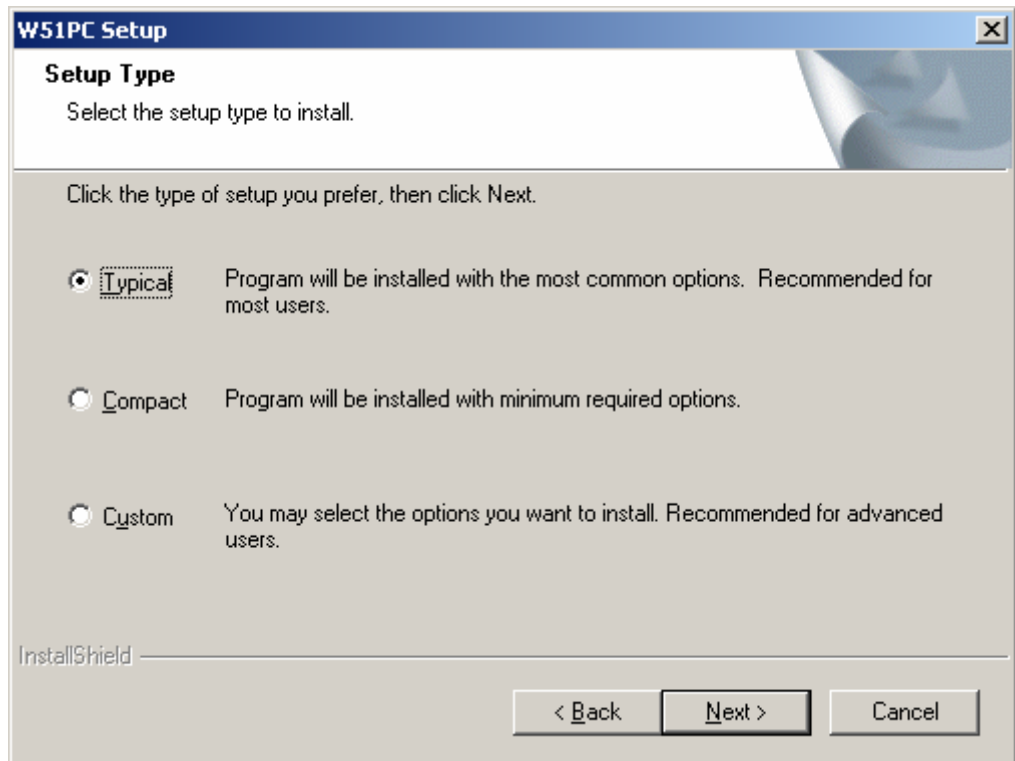 W51PC Setup
Setup Type
Select the setup type to install.
Click the type of setup you prefer, then click Next.
Typical Program will be installed with the most common options.  Recommended for
most users.
Compact Program will be installed with minimum required options.
Custom You may select the options you want to install. Recommended for advanced
users.
InstallShield
< Back Next > Cancel